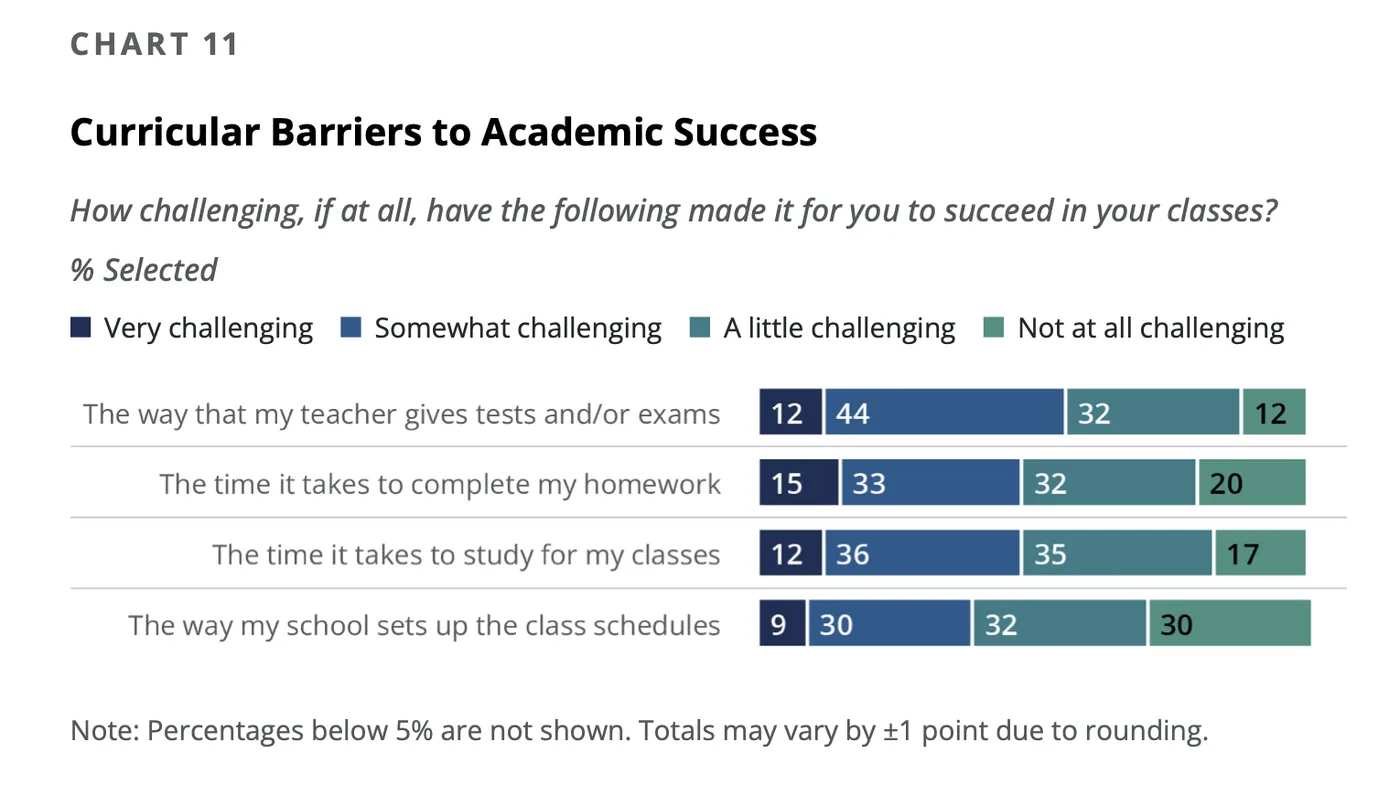 CHART 11
Curricular Barriers to Academic Success
How challenging, if at all, have the following made it for you to succeed in your classes?
% Selected
Very challenging Somewhat challenging A little challenging Not at all challenging
The way that my teacher gives tests and/or exams 12 44 32 12
The time it takes to complete my homework 15 33 32 20
The time it takes to study for my classes 12 36 35 17
The way my school sets up the class schedules 9 30 32 30
Note: Percentages below 5% are not shown. Totals may vary by ±1 point due to rounding.